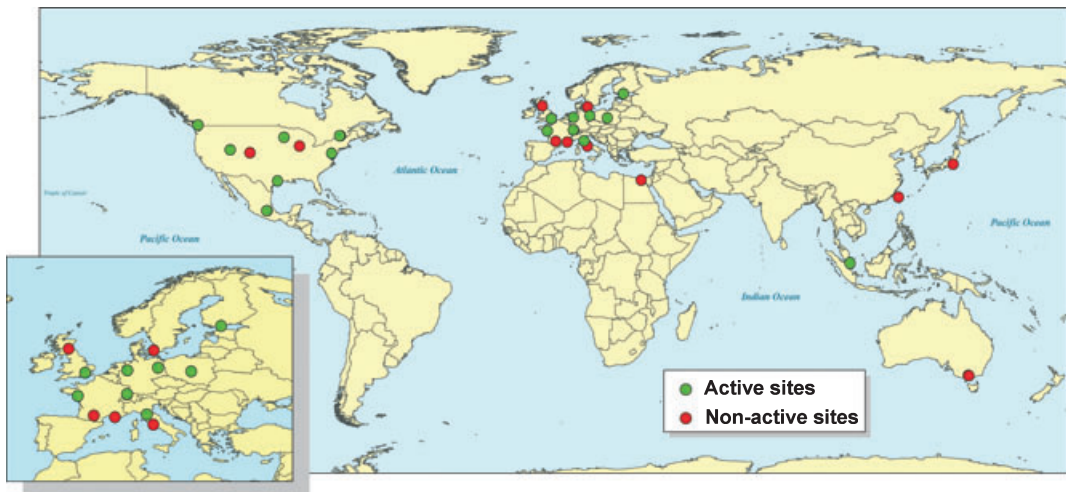 Atlantic Ocean
Pacific Ocean
Pacific Ocean
Indian Ocean
Active sites
Non-active sites